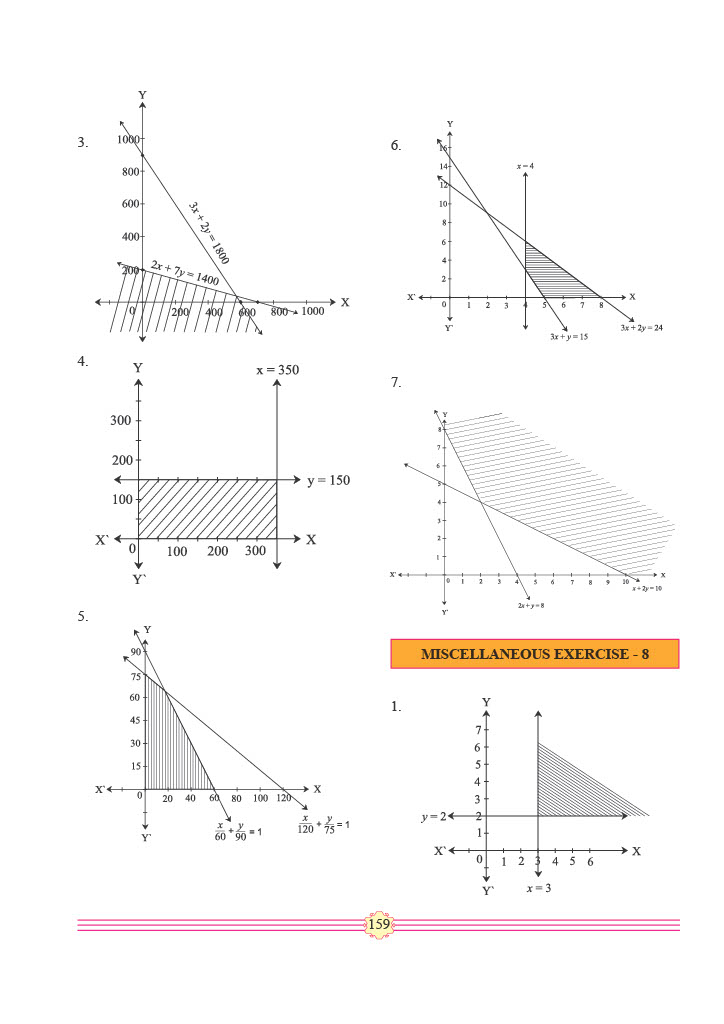 3.
Y
1000
800
600
400
200
3x + 2y = 1800
2x + 7y = 1400
0 200 400 600 800 1000 X
4.
Y x = 350
300
200
y = 150
100
X` 0 100 200 300 X
Y`
5.
Y
90
75
60
45
30
15
X` 0 20 40 60 80 100 120 X
Y`
x/60 + y/90 = 1
x/120 + y/75 = 1
6.
Y
16
14 x = 4
12
10
8
6
4
2
X` 0 1 2 3 4 5 6 7 8 X
Y` 3x + y = 15 3x + 2y = 24
7.
Y
8
7
6
5
4
3
2
1
X` 0 1 2 3 4 5 6 7 8 9 10 X
x + 2y = 10
Y` 2x + y = 8
MISCELLANEOUS EXERCISE - 8
1.
Y
7
6
5
4
3
y = 2 2
1
X` 0 1 2 3 4 5 6 X
Y` x = 3
159